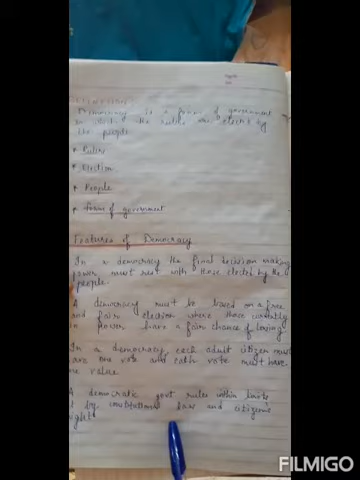 DEFINITION
Democracy is a form of government
in which the rulers are elected by
the people
* Rulers
* Election
* People
* Form of government
Features of Democracy
In a democracy the final decision making
power must rest with those elected by the
people.
A democracy must be based on a free
and fair election where those currently
in power have a fair chance of losing
In a democracy, each adult citizen must
have one vote and each vote must have
one value
A democratic govt rules within limits
by constitutional law and citizens
right
FILMIGO